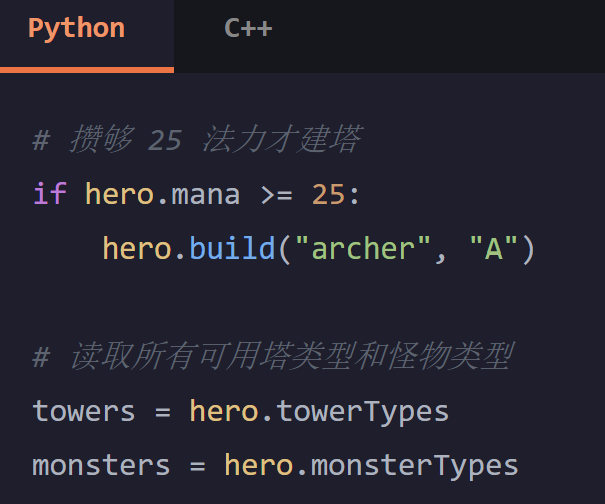 Python C++
# 攒够 25 法力才建塔
if hero.mana >= 25:
    hero.build("archer", "A")
# 读取所有可用塔类型和怪物类型
towers = hero.towerTypes
monsters = hero.monsterTypes